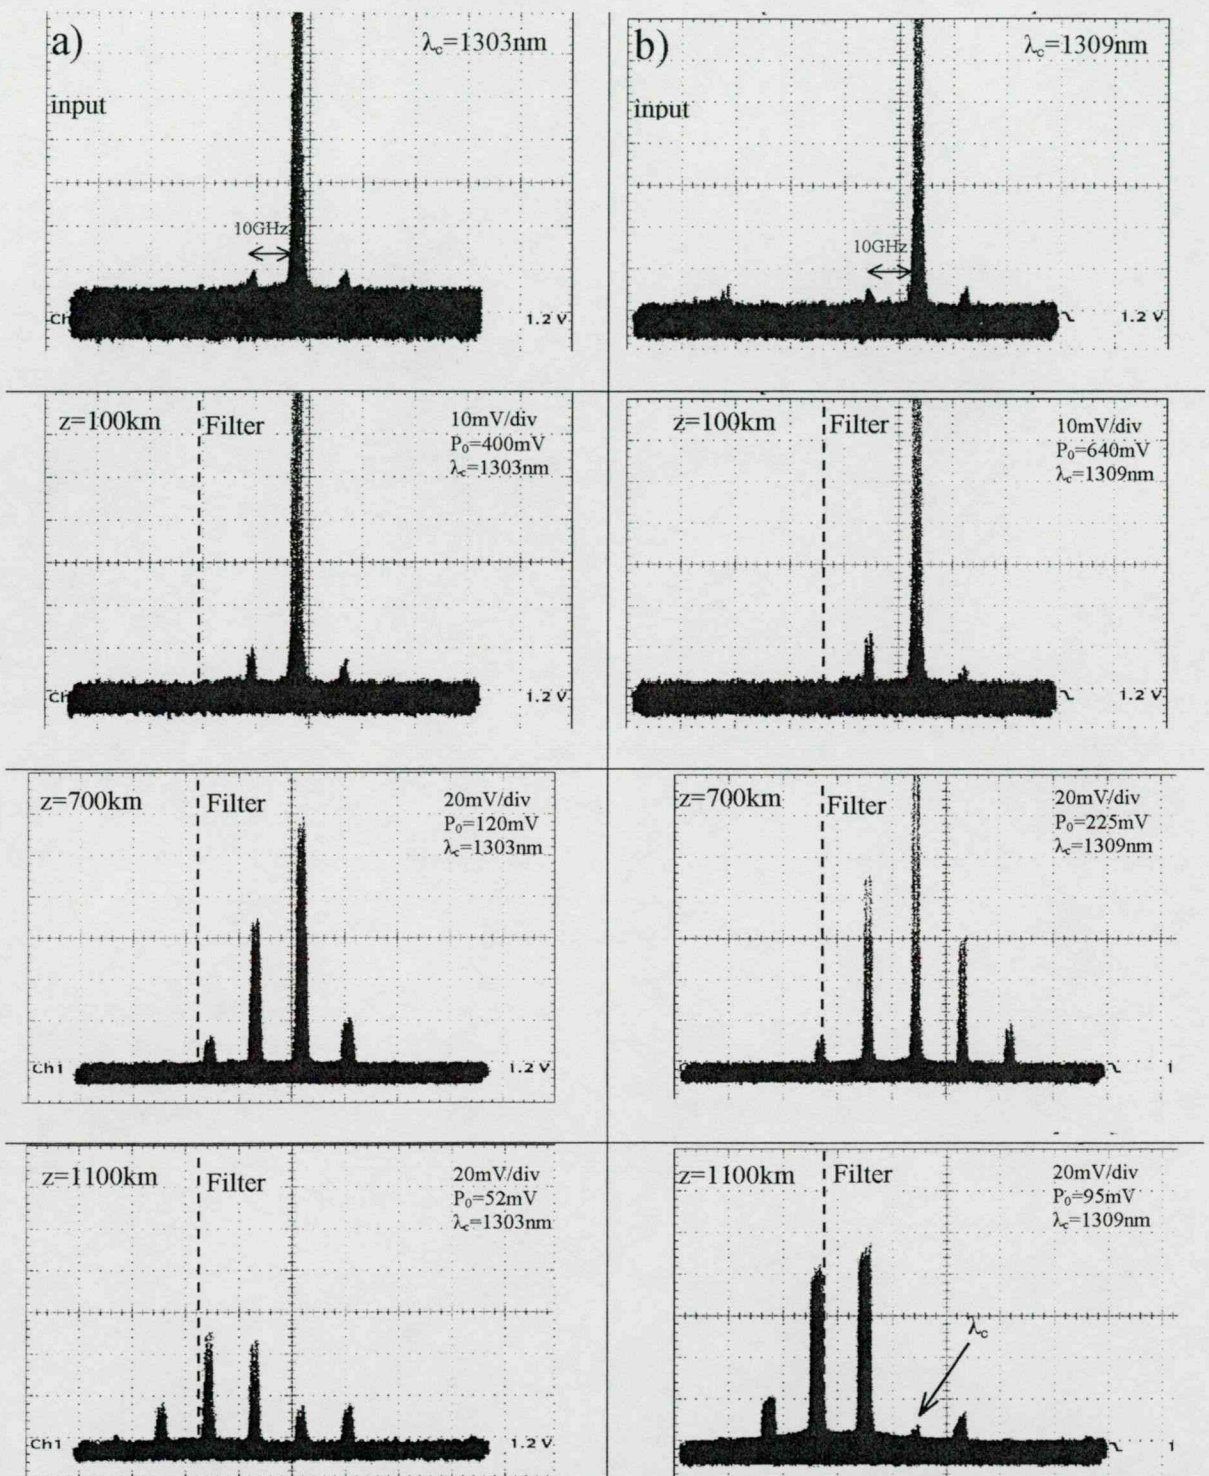 a)
λc=1303nm
input
10GHz
Ch
1.2 V
b)
λc=1309nm
input
10GHz
1.2 V
z=100km
Filter
10mV/div
P0=400mV
λc=1303nm
Ch
1.2 V
z=100km
Filter
10mV/div
P0=640mV
λc=1309nm
1.2 V
z=700km
Filter
20mV/div
P0=120mV
λc=1303nm
Ch1
1.2 V
z=700km
Filter
20mV/div
P0=225mV
λc=1309nm
1
z=1100km
Filter
20mV/div
P0=52mV
λc=1303nm
Ch1
1.2 V
z=1100km
Filter
20mV/div
P0=95mV
λc=1309nm
λc
1